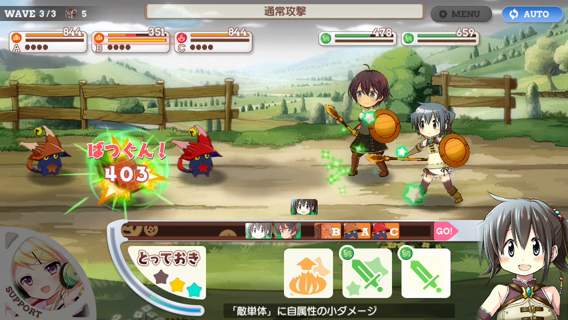 WAVE 3/3 5
通常攻撃
MENU
AUTO
844 351 844
A B C
478 659
ばつぐん!
403
B A C GO!
とっておき
SUPPORT
「敵単体」に自属性の小ダメージ